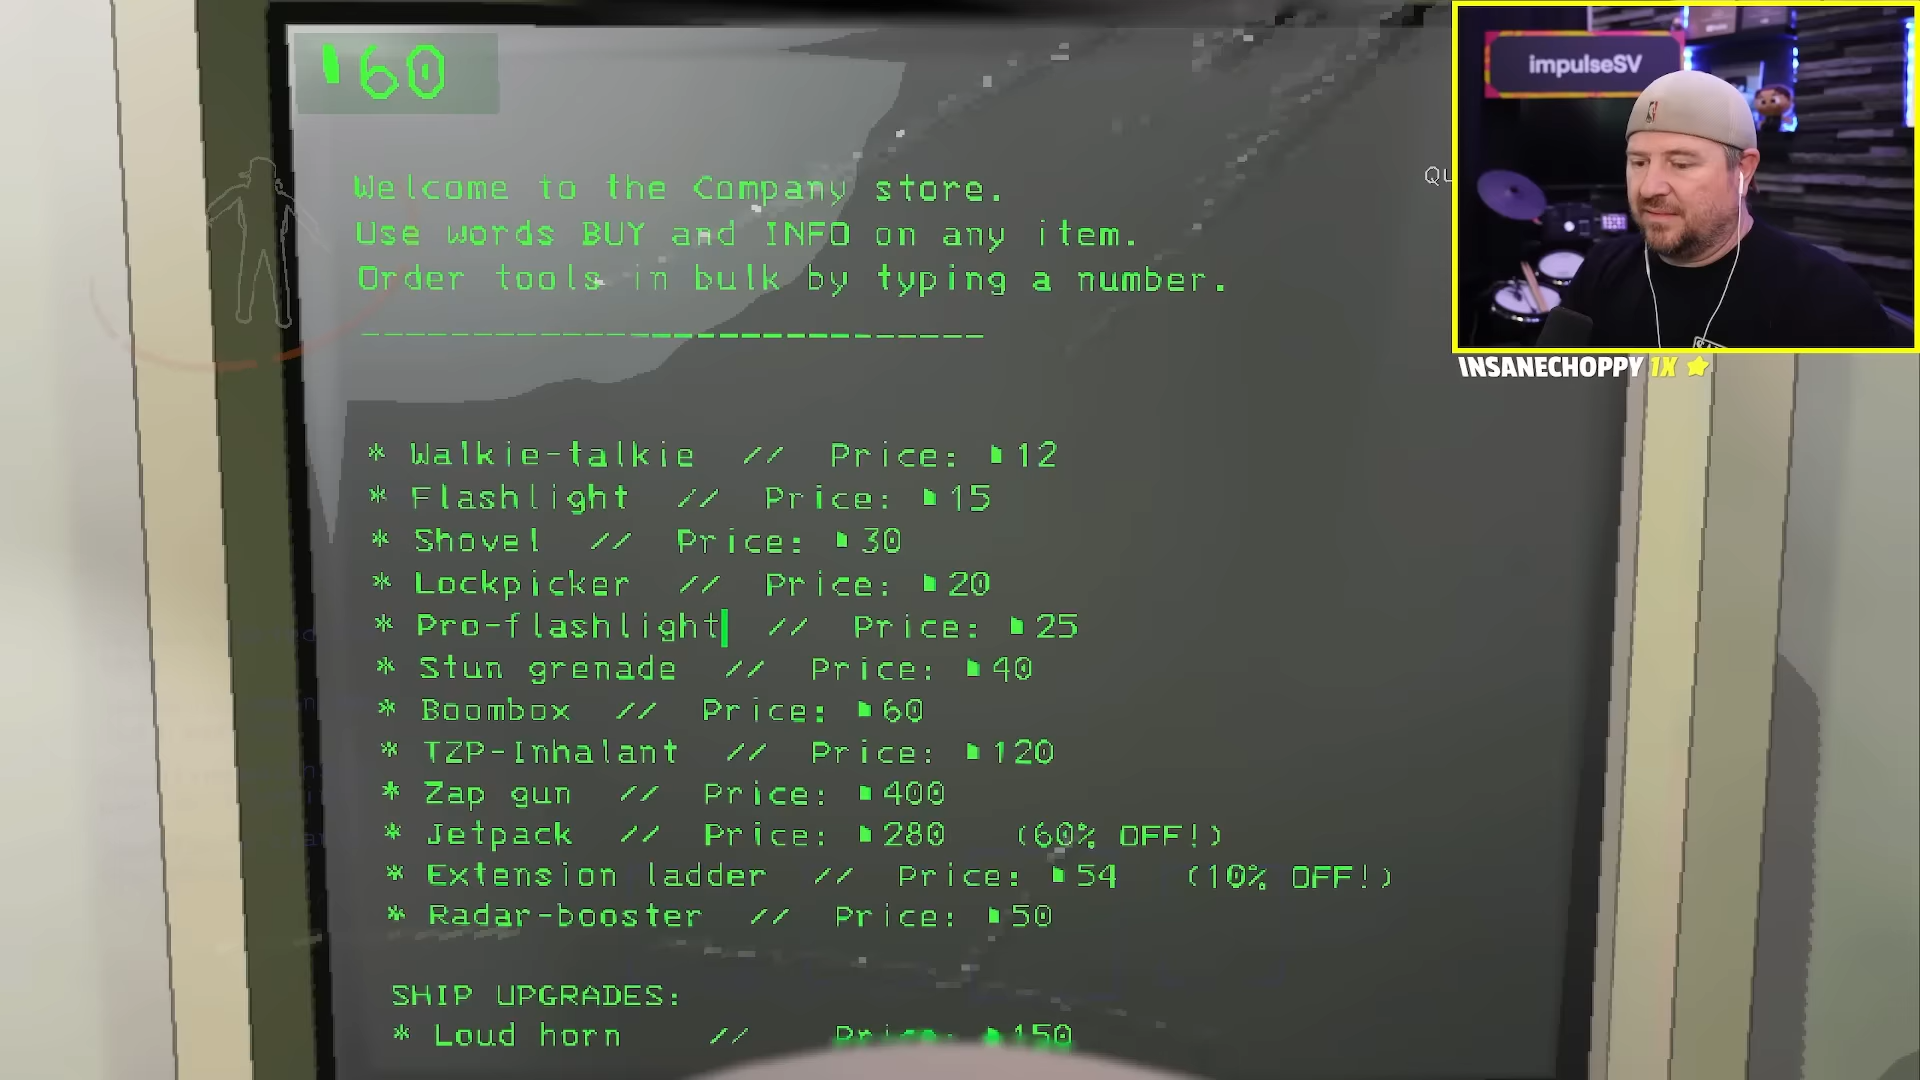 60
impulseSV
Qu
Welcome to the Company store.
Use words BUY and INFO on any item.
Order tools in bulk by typing a number.
----------------------------
INSANECHOPPY 1X
* Walkie-talkie // Price: ■12
* Flashlight // Price: ■15
* Shovel // Price: ■30
* Lockpicker // Price: ■20
* Pro-flashlight // Price: ■25
* Stun grenade // Price: ■40
* Boombox // Price: ■60
* TZP-Inhalant // Price: ■120
* Zap gun // Price: ■400
* Jetpack // Price: ■280 (60% OFF!)
* Extension ladder // Price: ■54 (10% OFF!)
* Radar-booster // Price: ■50
SHIP UPGRADES:
* Loud horn // Price: ■150